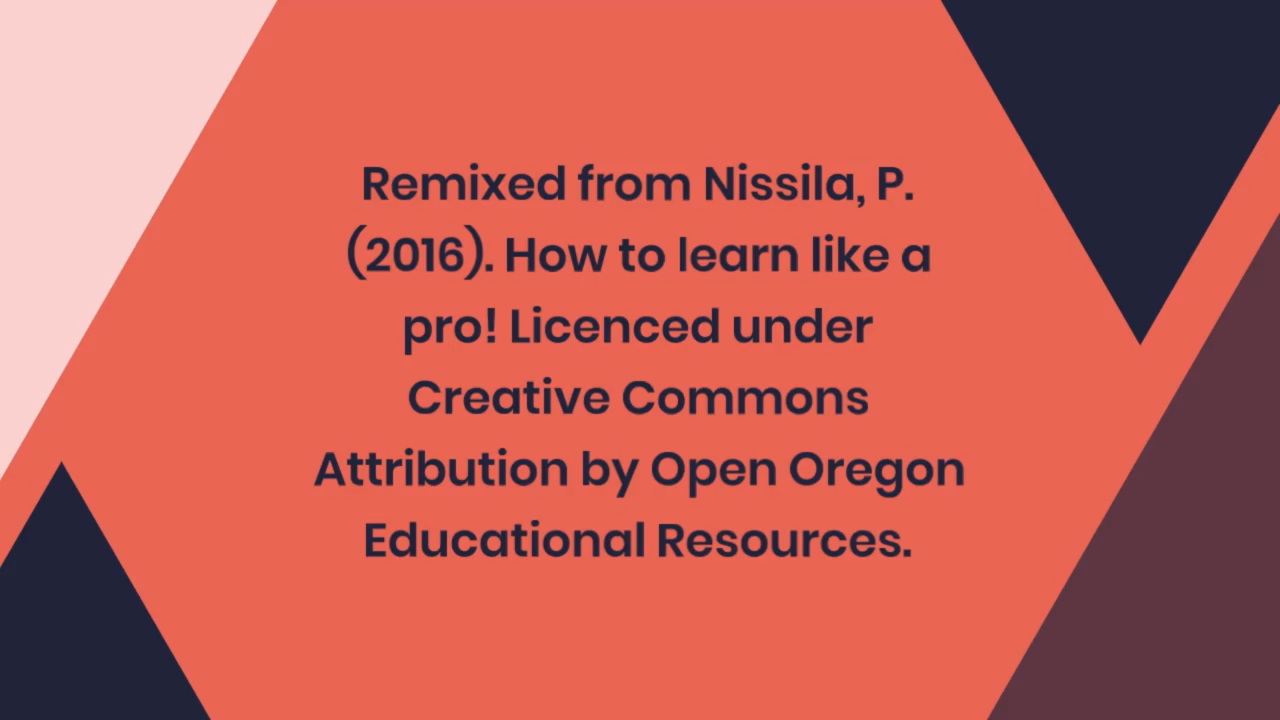 Remixed from Nissila, P.
(2016). How to learn like a
pro! Licenced under
Creative Commons
Attribution by Open Oregon
Educational Resources.